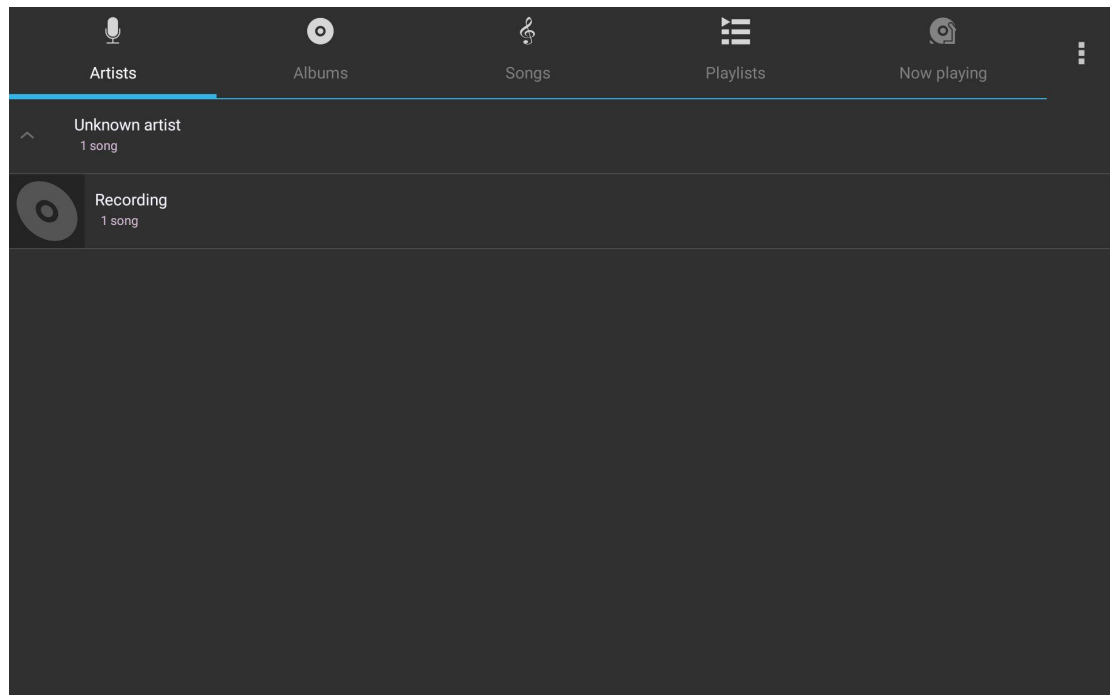 Artists
Albums
Songs
Playlists
Now playing
Unknown artist
1 song
Recording
1 song